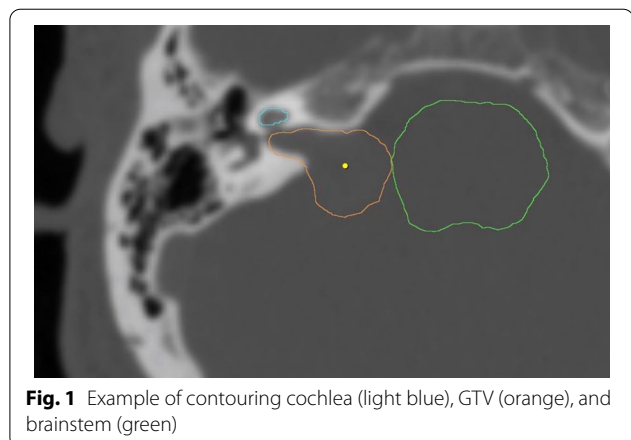 Fig. 1 Example of contouring cochlea (light blue), GTV (orange), and
brainstem (green)